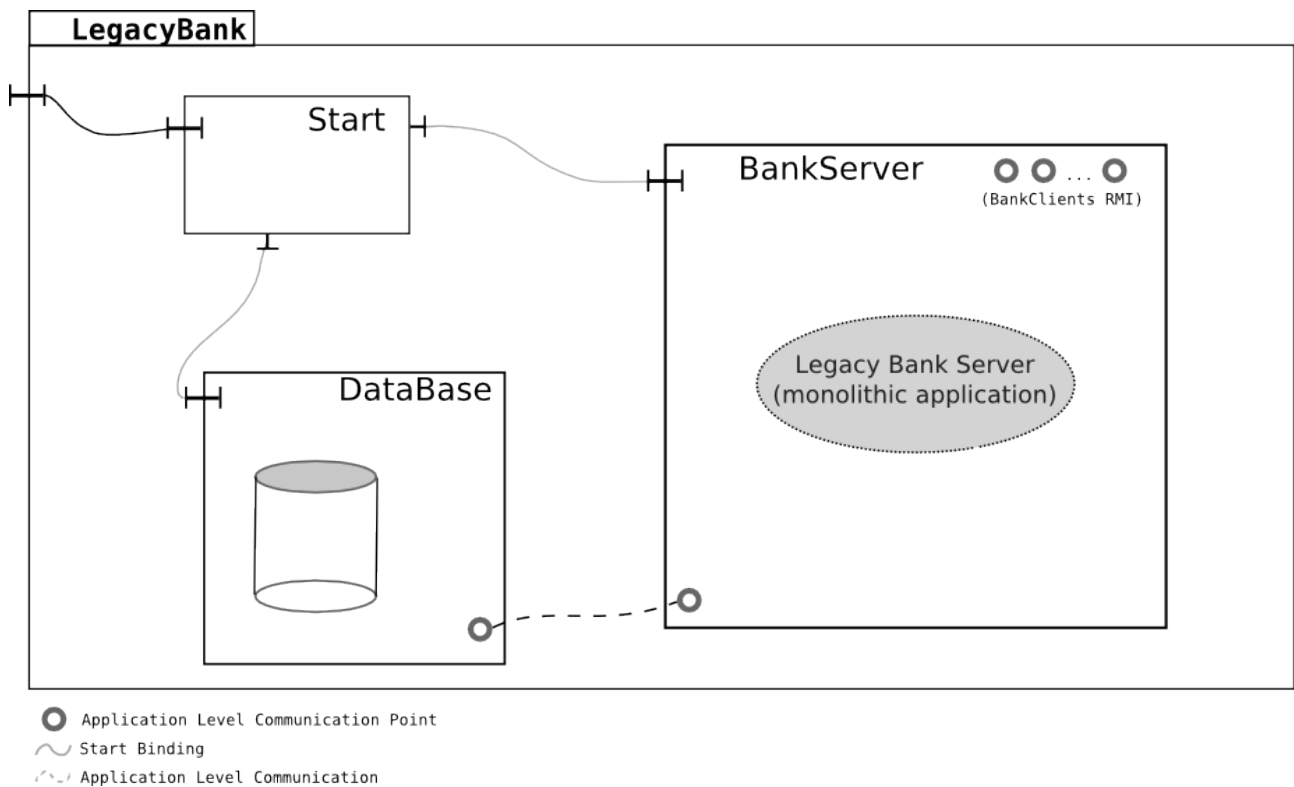 LegacyBank
Start
BankServer
...
(BankClients RMI)
Legacy Bank Server
(monolithic application)
DataBase
Application Level Communication Point
Start Binding
Application Level Communication